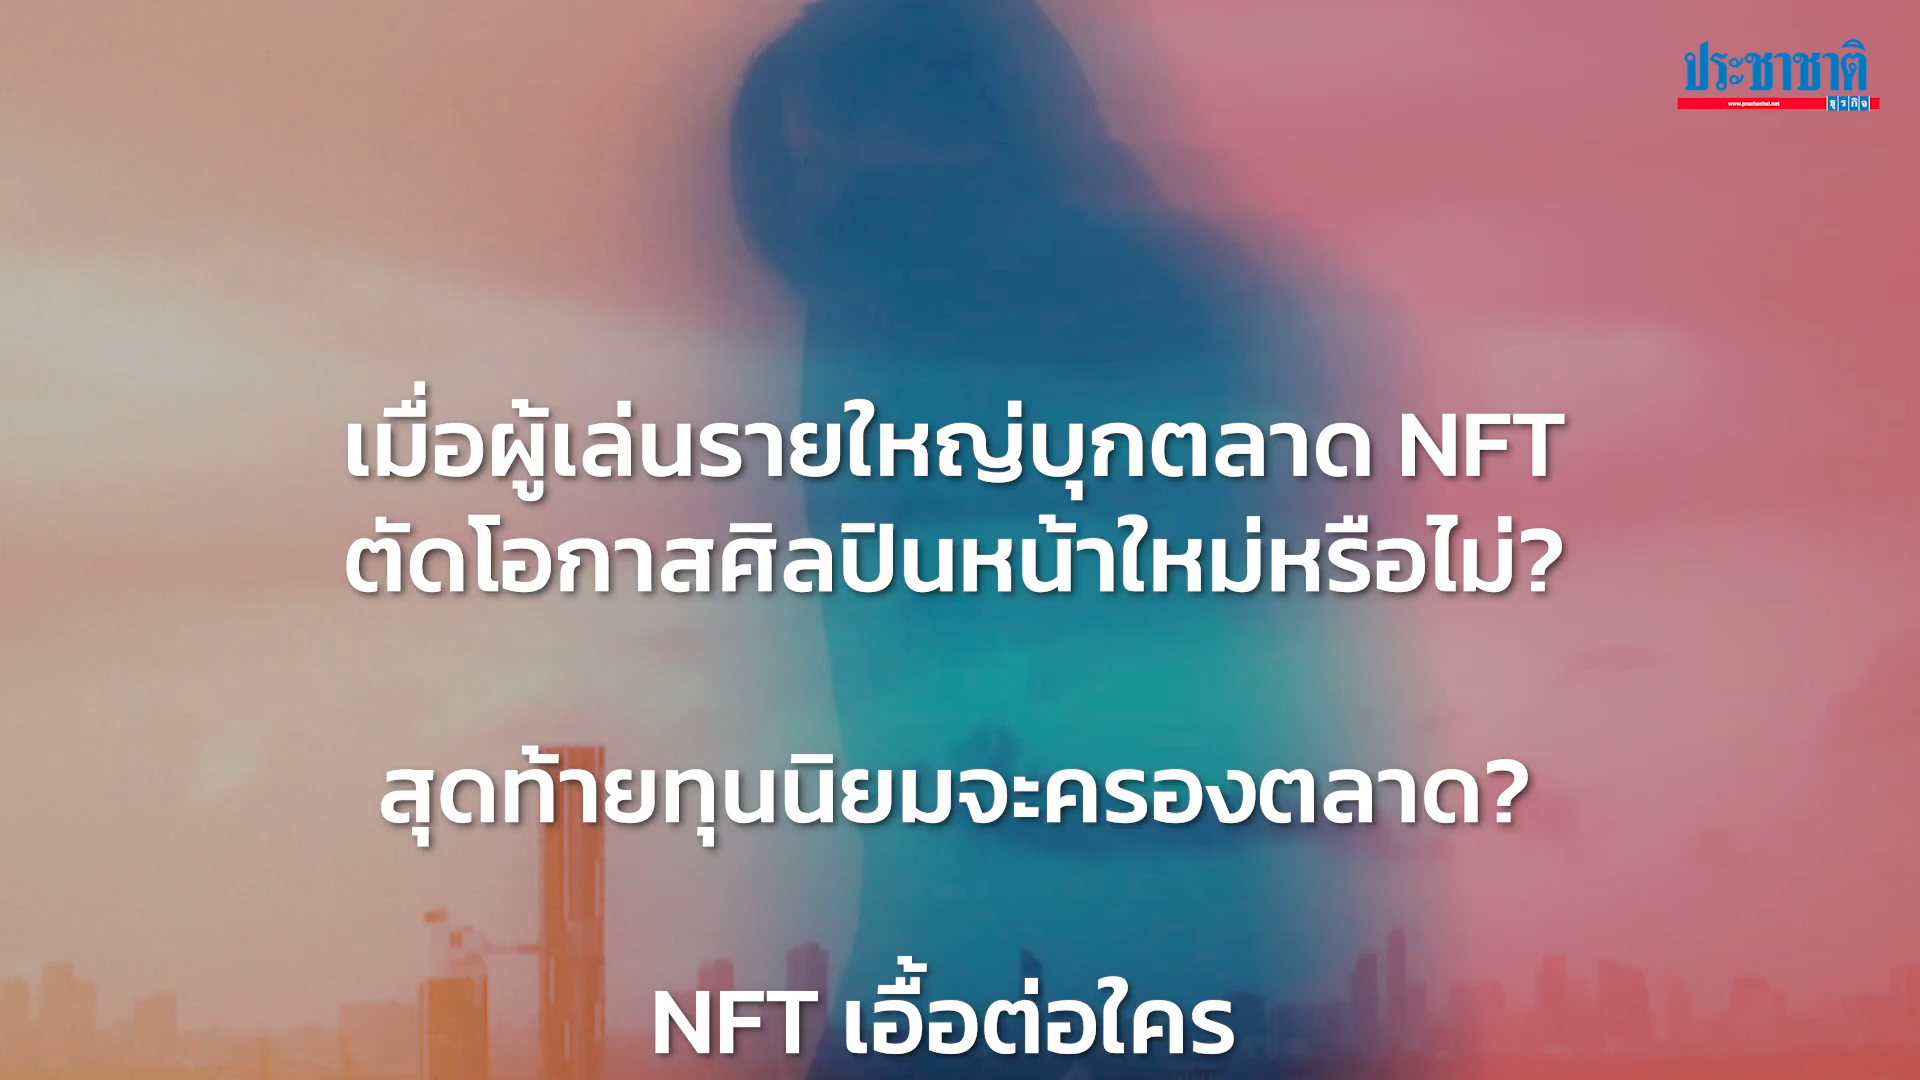 ประชาชาติ
www.prachachat.net
ธุรกิจ
เมื่อผู้เล่นรายใหญ่บุกตลาด NFT
ตัดโอกาสศิลปินหน้าใหม่หรือไม่?
สุดท้ายทุนนิยมจะครองตลาด?
NFT เอื้อต่อใคร